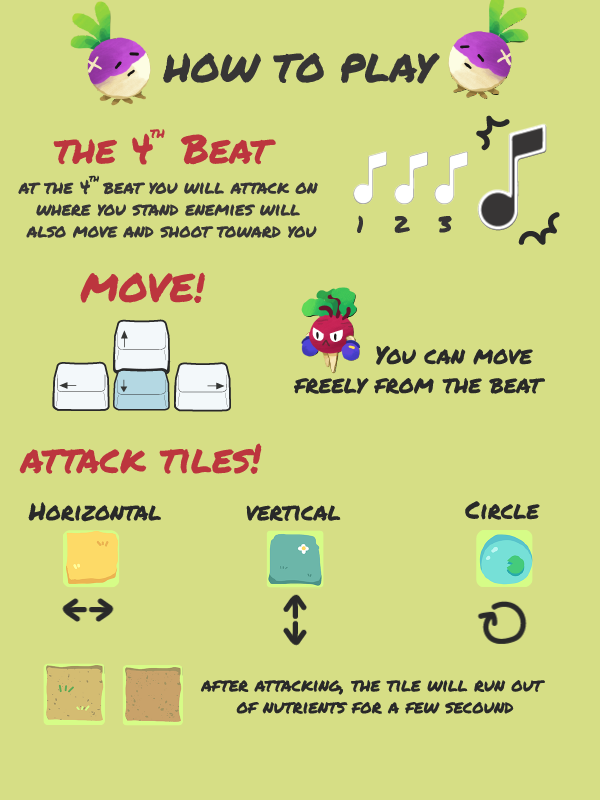 HOW TO PLAY
THE 4TH BEAT
AT THE 4TH BEAT YOU WILL ATTACK ON
WHERE YOU STAND ENEMIES WILL
ALSO MOVE AND SHOOT TOWARD YOU
1 2 3
MOVE!
YOU CAN MOVE
FREELY FROM THE BEAT
ATTACK TILES!
HORIZONTAL VERTICAL CIRCLE
AFTER ATTACKING, THE TILE WILL RUN OUT
OF NUTRIENTS FOR A FEW SECOUND